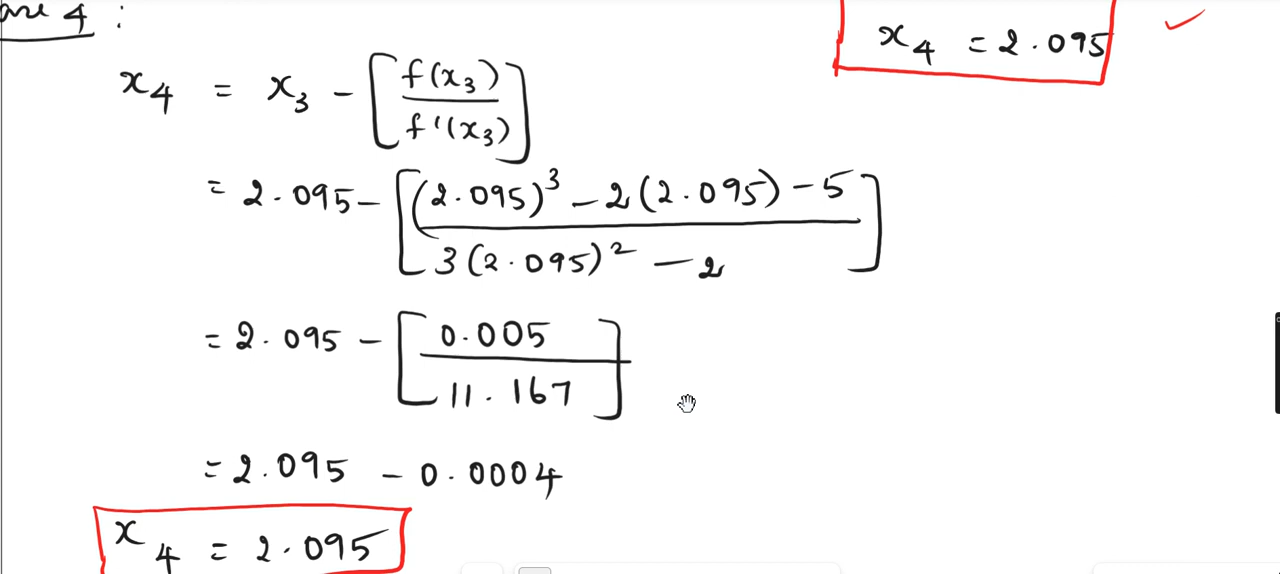 4 :
x₄ = 2.095
x₄ = x₃ - [f(x₃) / f'(x₃)]
= 2.095 - [(2.095)³ - 2(2.095) - 5 / 3(2.095)² - 2]
= 2.095 - [0.005 / 11.167]
= 2.095 - 0.0004
x₄ = 2.095